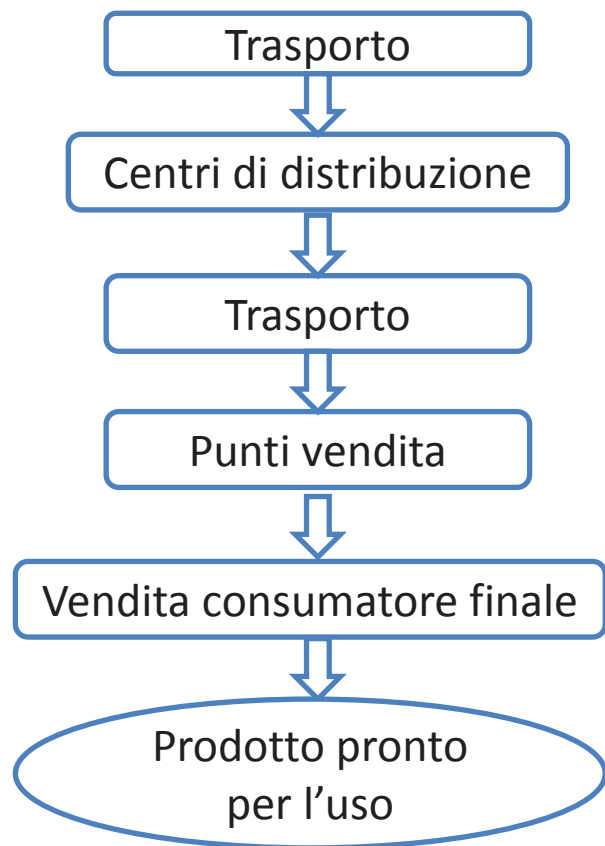 Trasporto
Centri di distribuzione
Trasporto
Punti vendita
Vendita consumatore finale
Prodotto pronto
per l’uso